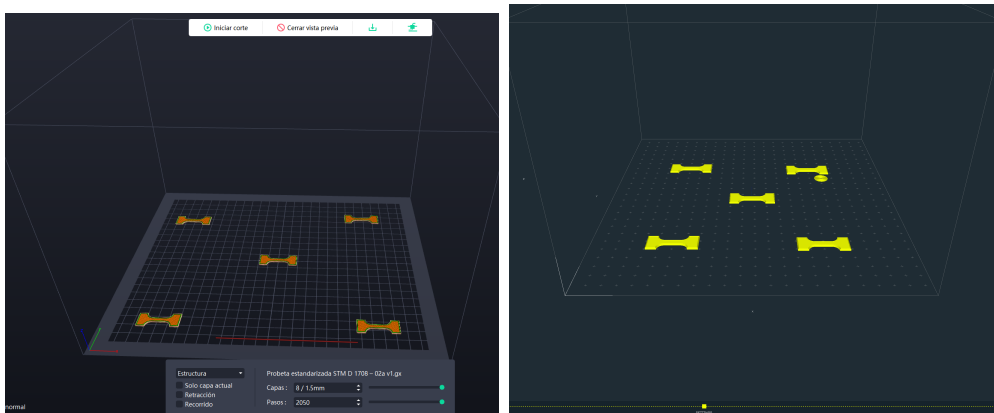 Iniciar corte Cerrar vista previa
Estructura
Probeta estandarizada STM D 1708 – 02a v1.gx
Solo capa actual
Capas : 8 / 1.5mm
Retracción
Recorrido
Pasos : 2050
normal